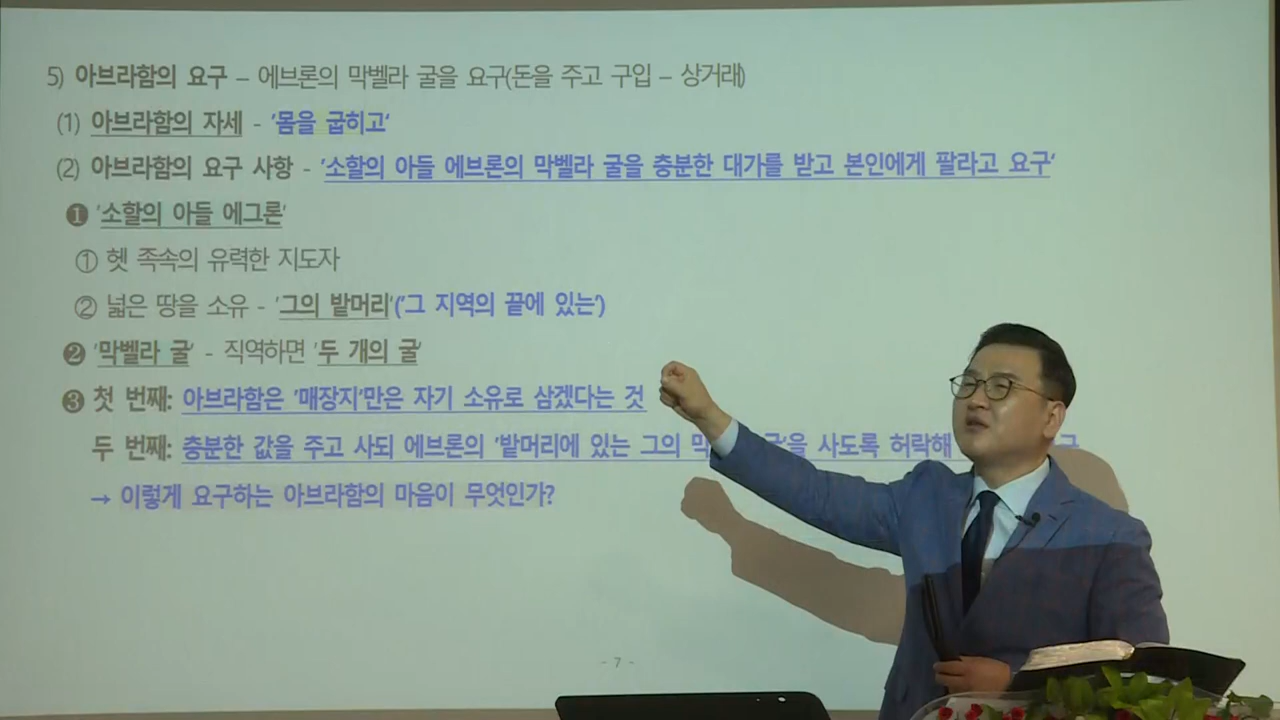 5) 아브라함의 요구 – 에브론의 막벨라 굴을 요구(돈을 주고 구입 – 상거래)
(1) 아브라함의 자세 - '몸을 굽히고'
(2) 아브라함의 요구 사항 - '소할의 아들 에브론의 막벨라 굴을 충분한 대가를 받고 본인에게 팔라고 요구'
❶ '소할의 아들 에그론'
① 헷 족속의 유력한 지도자
② 넓은 땅을 소유 - '그의 밭머리'('그 지역의 끝에 있는')
❷ '막벨라 굴' - 직역하면 '두 개의 굴'
❸ 첫 번째: 아브라함은 '매장지'만은 자기 소유로 삼겠다는 것
두 번째: 충분한 값을 주고 사되 에브론의 '밭머리에 있는 그의 막 굴'을 사도록 허락해
→ 이렇게 요구하는 아브라함의 마음이 무엇인가?
- 7 -